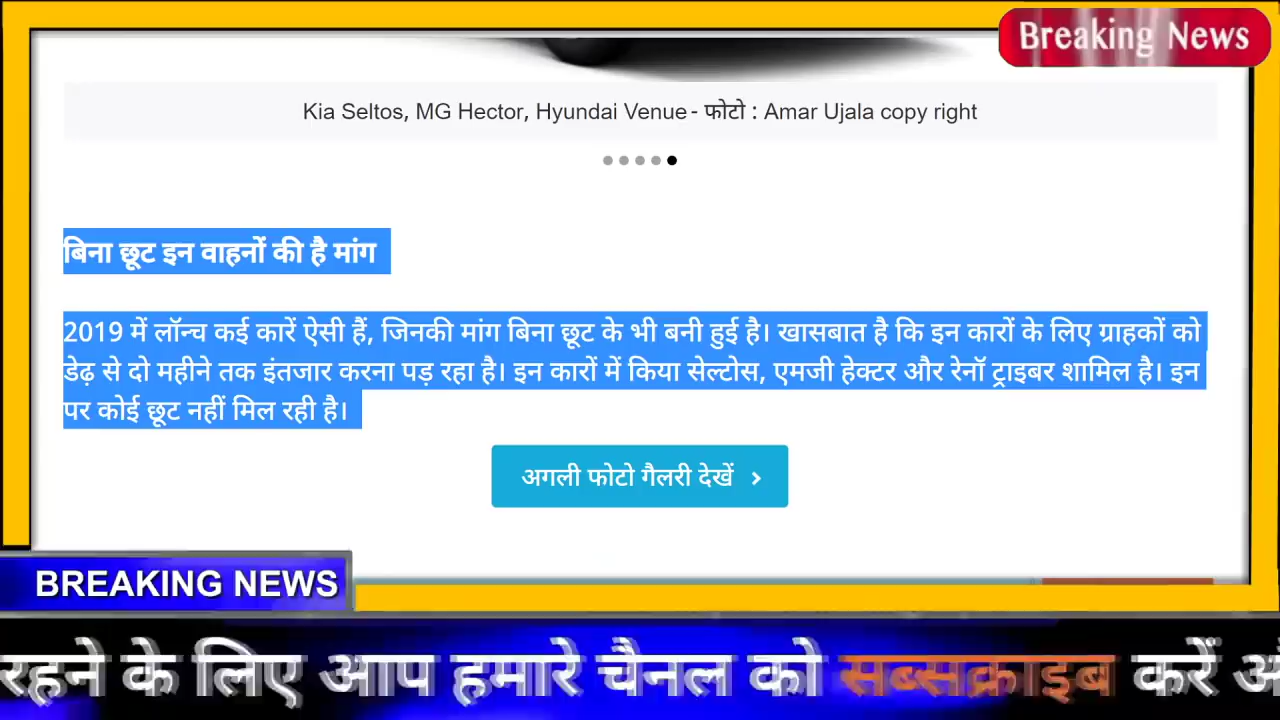 Breaking News
Kia Seltos, MG Hector, Hyundai Venue - फोटो : Amar Ujala copy right
बिना छूट इन वाहनों की है मांग
2019 में लॉन्च कई कारें ऐसी हैं, जिनकी मांग बिना छूट के भी बनी हुई है। खासबात है कि इन कारों के लिए ग्राहकों को
डेढ़ से दो महीने तक इंतजार करना पड़ रहा है। इन कारों में किया सेल्टोस, एमजी हेक्टर और रेनॉ ट्राइबर शामिल है। इन
पर कोई छूट नहीं मिल रही है।
अगली फोटो गैलरी देखें
BREAKING NEWS
रहने के लिए आप हमारे चैनल को सब्सक्राइब करें